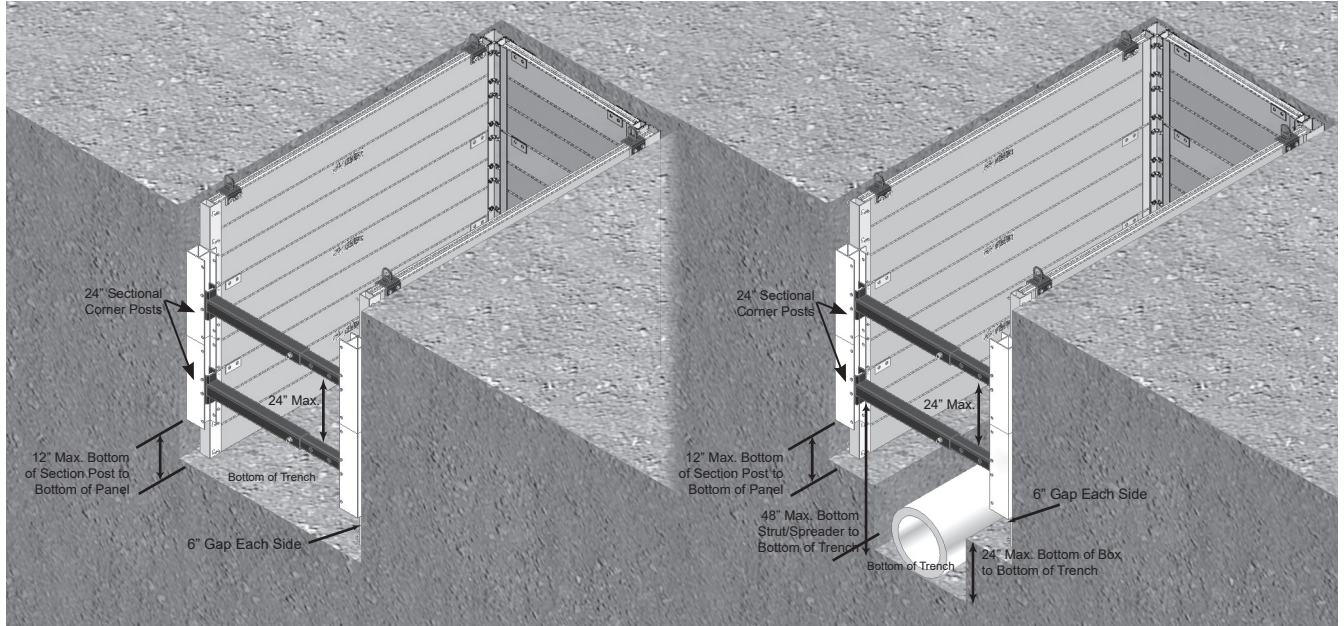 24” Sectional
Corner Posts
24” Max.
12” Max. Bottom
of Section Post to
Bottom of Panel
Bottom of Trench
6” Gap Each Side
24” Sectional
Corner Posts
24” Max.
12” Max. Bottom
of Section Post to
Bottom of Panel
6” Gap Each Side
48” Max. Bottom
Strut/Spreader to
Bottom of Trench
Bottom of Trench
24” Max. Bottom of Box
to Bottom of Trench